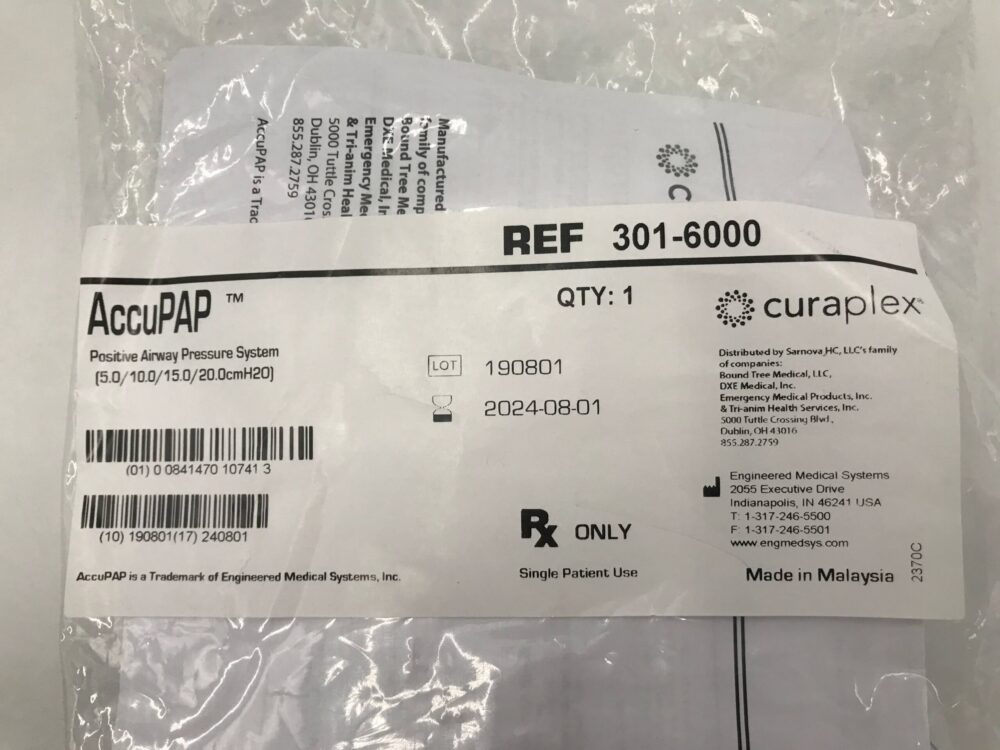 Manufactured
family of comp
Bound Tree Me
DXE Medical, In
Emergency Me
& Tri-anim Heal
5000 Tuttle Cros
Dublin, OH 4301
855.287.2759
AccuPAP is a Trac
c
REF 301-6000
AccuPAP ™
QTY: 1
curaplex™
Positive Airway Pressure System
(5.0/10.0/15.0/20.0cmH2O)
LOT 190801
2024-08-01
Distributed by Sarnova HC, LLC's family
of companies:
Bound Tree Medical, LLC,
DXE Medical, Inc.
Emergency Medical Products, Inc.
& Tri-anim Health Services, Inc.
5000 Tuttle Crossing Blvd.,
Dublin, OH 43016
855.287.2759
(01) 0 0841470 10741 3
(10) 190801(17) 240801
Rx ONLY
Single Patient Use
Engineered Medical Systems
2055 Executive Drive
Indianapolis, IN 46241 USA
T: 1-317-246-5500
F: 1-317-246-5501
www.engmedsys.com
AccuPAP is a Trademark of Engineered Medical Systems, Inc.
Made in Malaysia
2370C